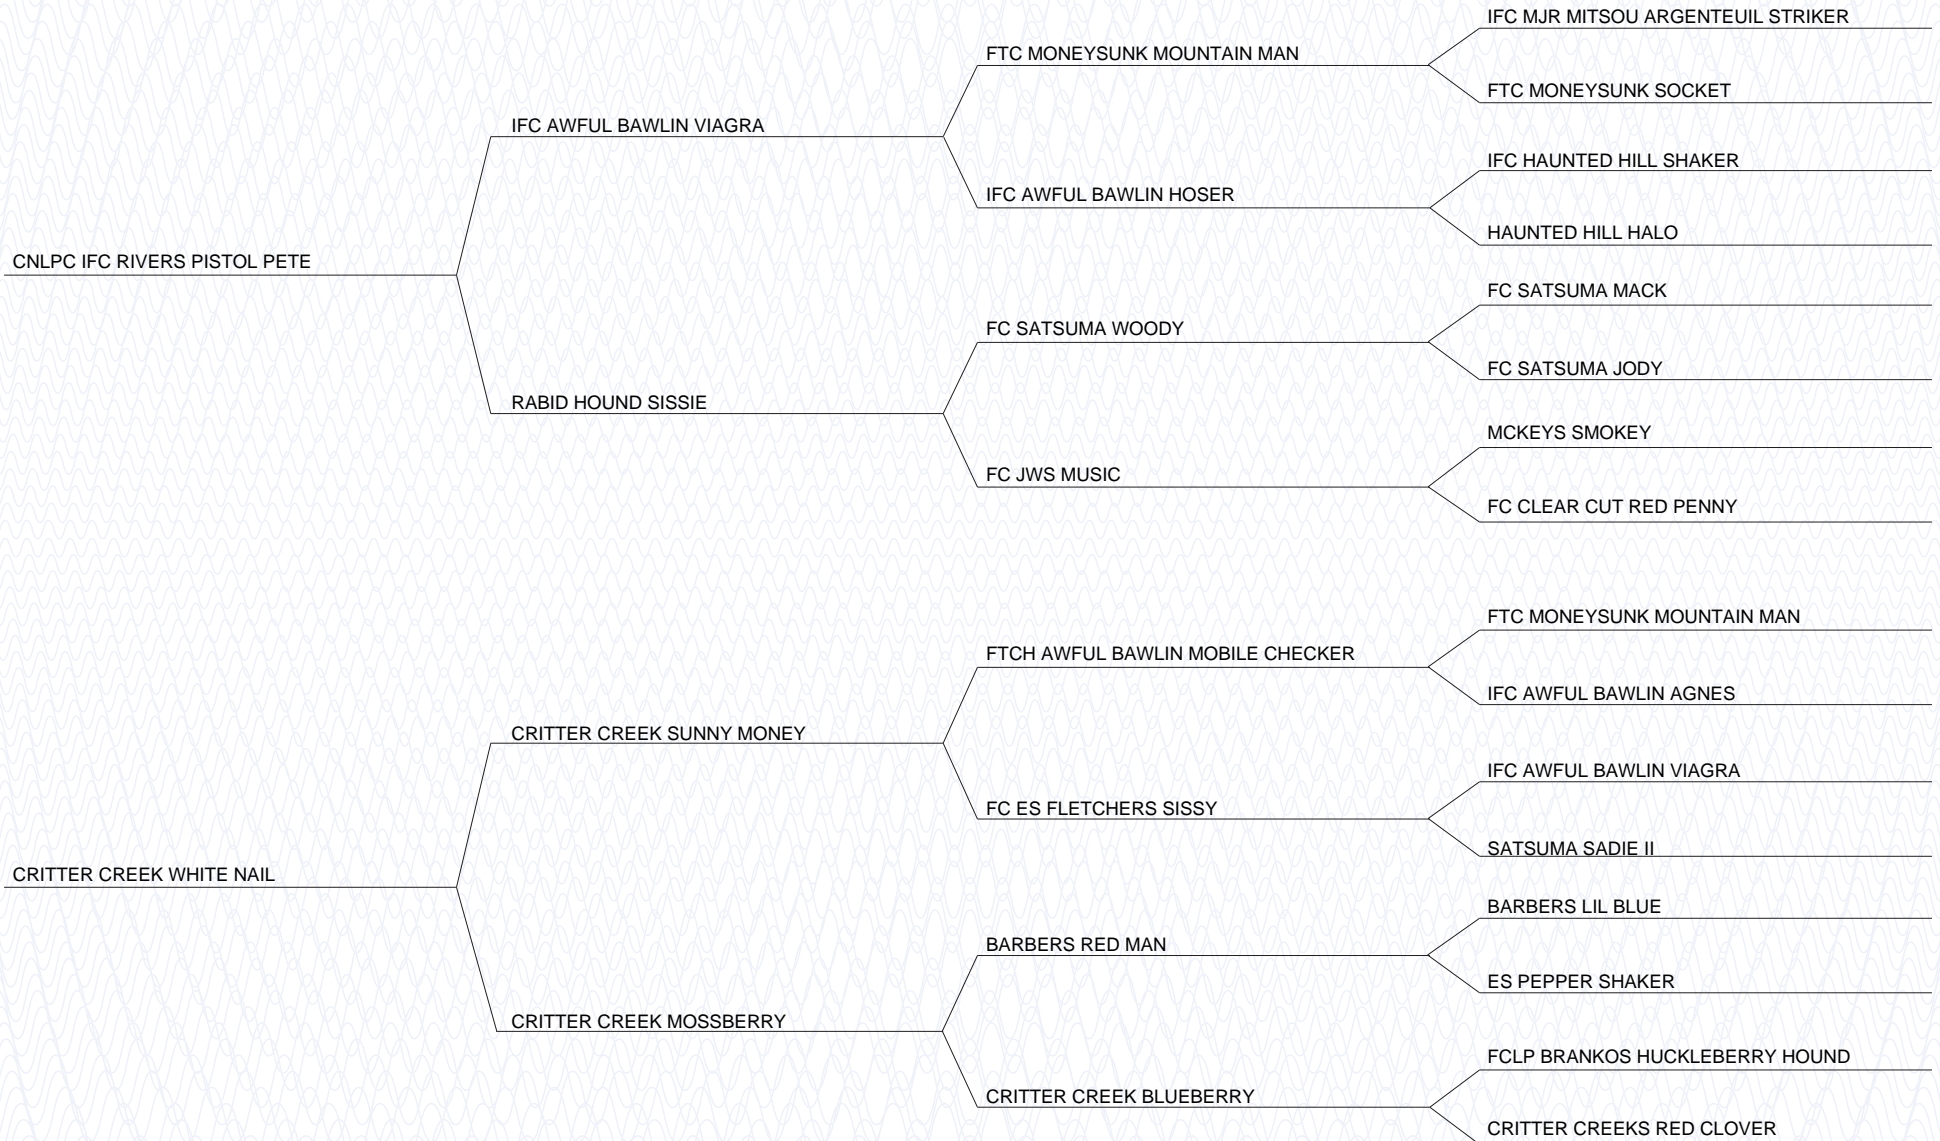 IFC MJR MITSOU ARGENTEUIL STRIKER
FTC MONEYSUNK MOUNTAIN MAN
FTC MONEYSUNK SOCKET
IFC AWFUL BAWLIN VIAGRA
IFC HAUNTED HILL SHAKER
IFC AWFUL BAWLIN HOSER
HAUNTED HILL HALO
CNLPC IFC RIVERS PISTOL PETE
FC SATSUMA MACK
FC SATSUMA WOODY
FC SATSUMA JODY
RABID HOUND SISSIE
MCKEYS SMOKEY
FC JWS MUSIC
FC CLEAR CUT RED PENNY
FTC MONEYSUNK MOUNTAIN MAN
FTCH AWFUL BAWLIN MOBILE CHECKER
IFC AWFUL BAWLIN AGNES
CRITTER CREEK SUNNY MONEY
IFC AWFUL BAWLIN VIAGRA
FC ES FLETCHERS SISSY
SATSUMA SADIE II
CRITTER CREEK WHITE NAIL
BARBERS LIL BLUE
BARBERS RED MAN
ES PEPPER SHAKER
CRITTER CREEK MOSSBERRY
FCLP BRANKOS HUCKLEBERRY HOUND
CRITTER CREEK BLUEBERRY
CRITTER CREEKS RED CLOVER